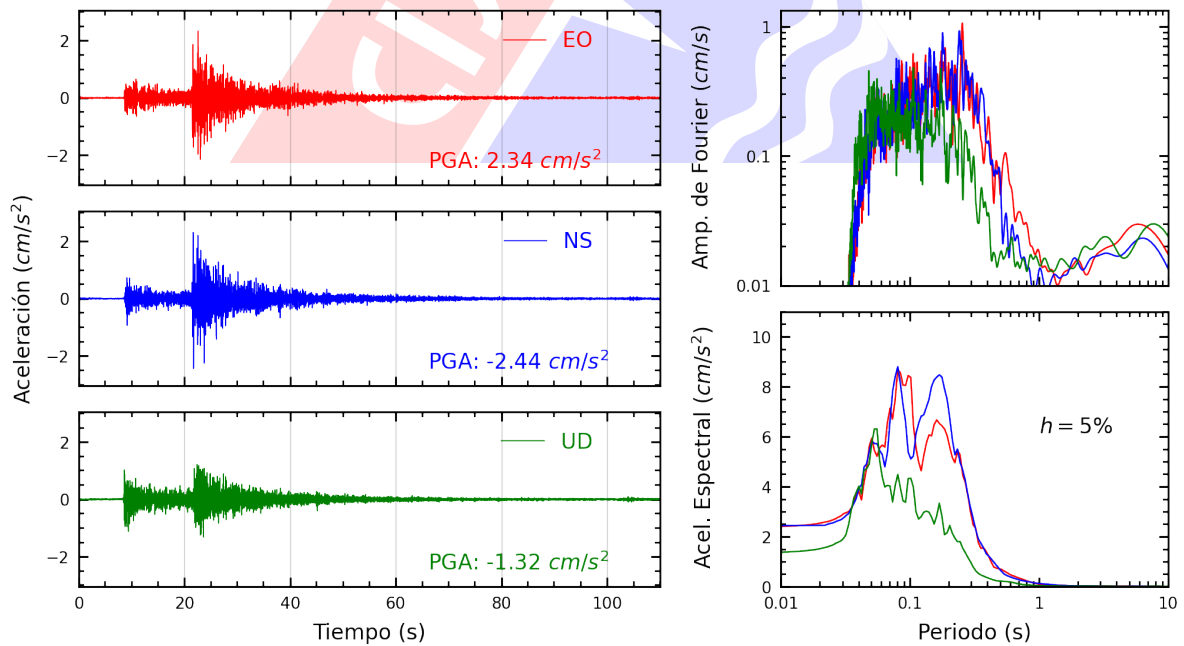 Aceleración (cm/s²)
2
0
−2
EO
PGA: 2.34 cm/s²
2
0
−2
NS
PGA: -2.44 cm/s²
2
0
−2
UD
PGA: -1.32 cm/s²
0 20 40 60 80 100
Tiempo (s)
Amp. de Fourier (cm/s)
1
0.1
0.01
Acel. Espectral (cm/s²)
10
8
6
4
2
0
h = 5%
0.01 0.1 1 10
Periodo (s)